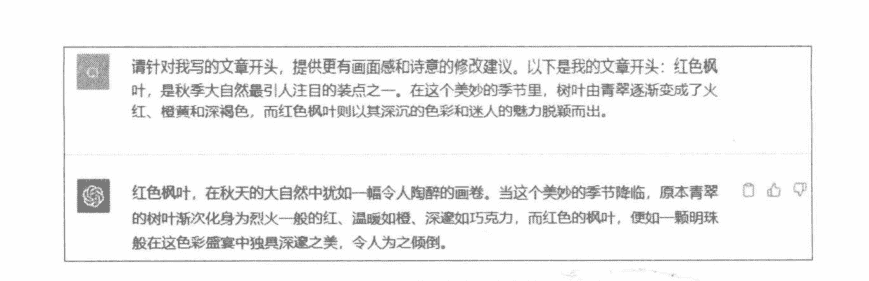 请针对我写的文章开头，提供更有画面感和诗意的修改建议。以下是我的文章开头：红色枫
叶，是秋季大自然最引人注目的装点之一。在这个美妙的季节里，树叶由青翠逐渐变成了火
红、橙黄和深褐色，而红色枫叶则以其深沉的色彩和迷人的魅力脱颖而出。
红色枫叶，在秋天的大自然中犹如一幅令人陶醉的画卷。当这个美妙的季节降临，原本青翠
的树叶渐次化身为烈火一般的红、温暖如橙、深邃如巧克力，而红色的枫叶，便如一颗明珠
般在这色彩盛宴中独具深邃之美，令人为之倾倒。